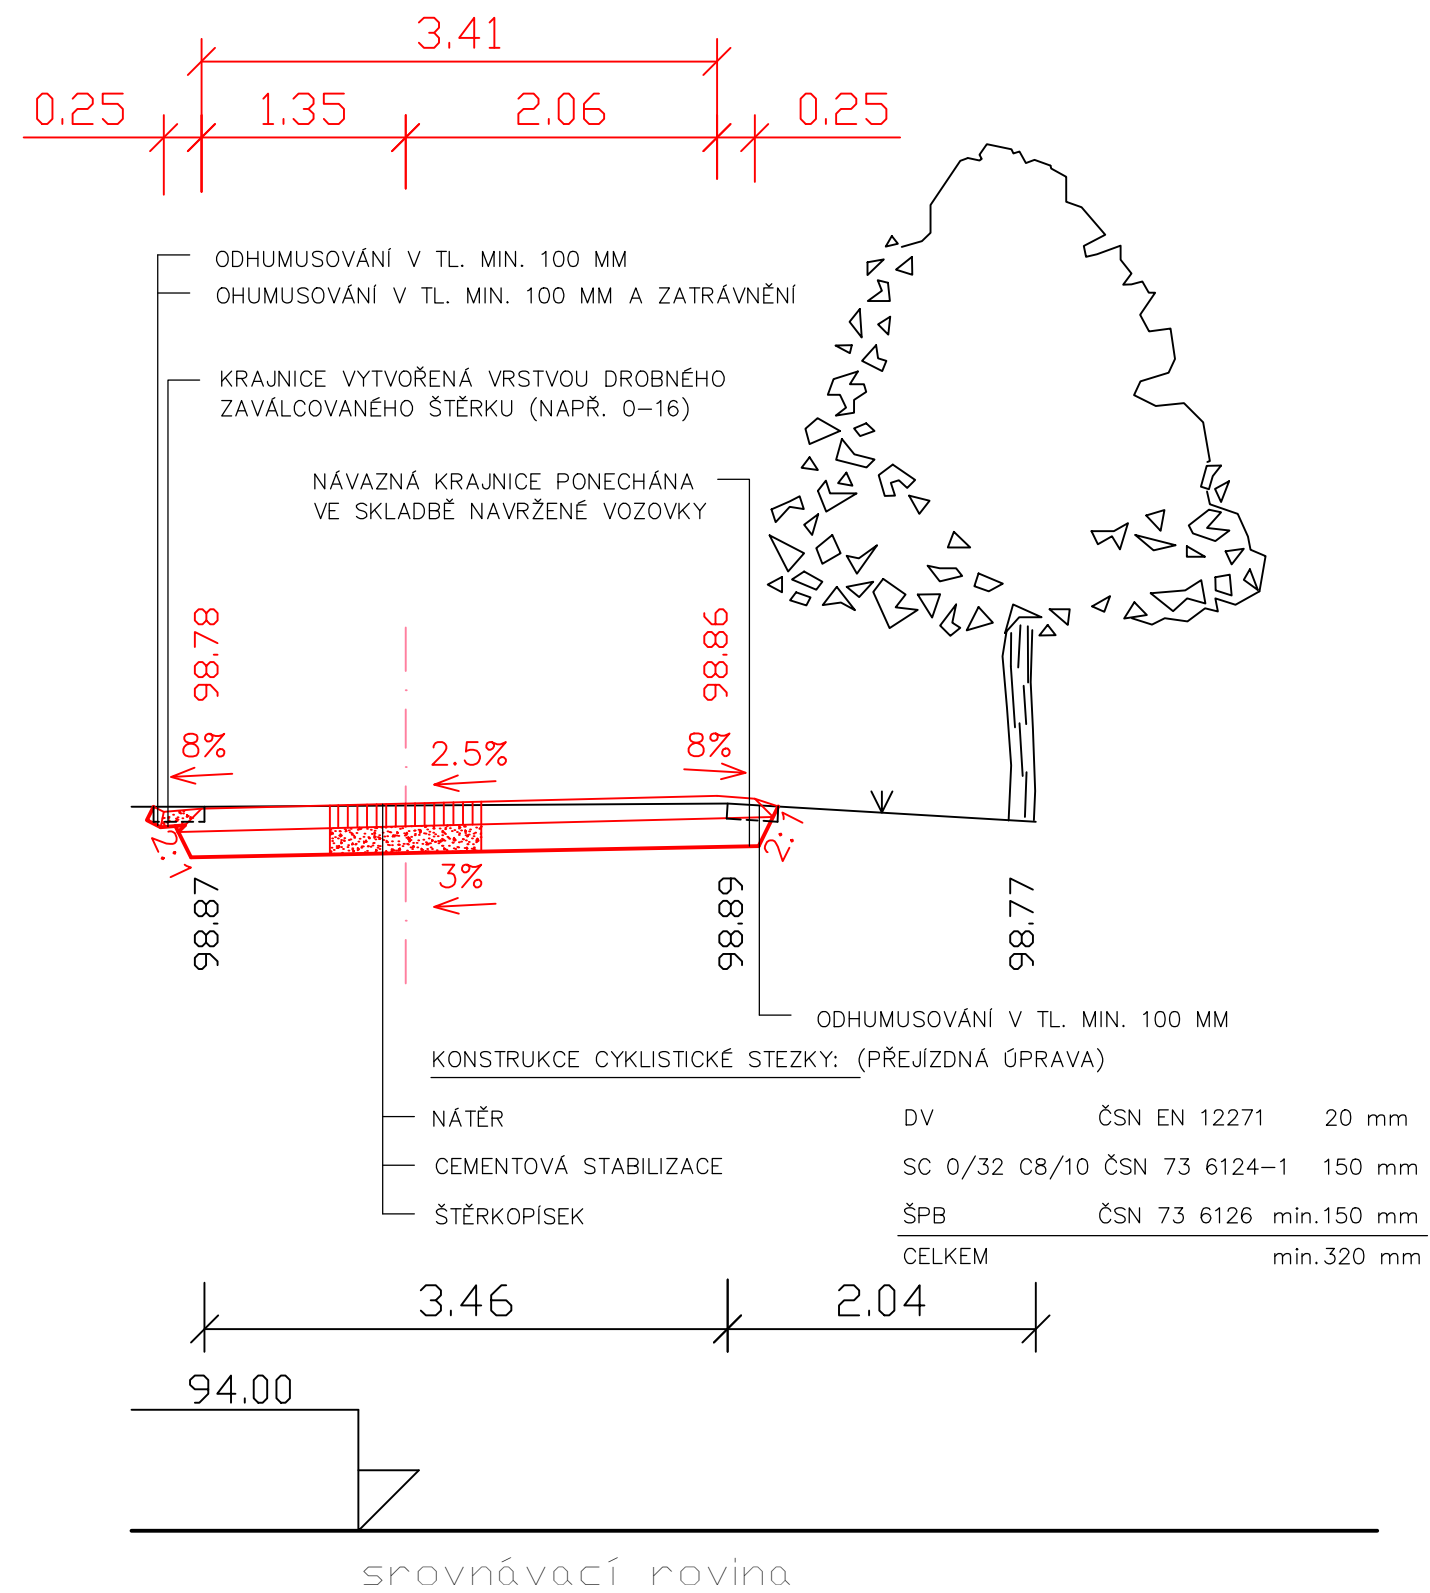 3.41
0.25 1.35 2.06 0.25
ODHUMUSOVÁNÍ V TL. MIN. 100 MM
OHUMUSOVÁNÍ V TL. MIN. 100 MM A ZATRÁVNĚNÍ
KRAJNICE VYTVOŘENÁ VRSTVOU DROBNÉHO
ZAVÁLCOVANÉHO ŠTĚRKU (NAPŘ. 0-16)
NÁVAZNÁ KRAJNICE PONECHÁNA
VE SKLADBĚ NAVRŽENÉ VOZOVKY
98.78
98.86
8%
2.5%
8%
2:1
2:1
3%
98.87
98.89
98.77
ODHUMUSOVÁNÍ V TL. MIN. 100 MM
KONSTRUKCE CYKLISTICKÉ STEZKY: (PŘEJÍZDNÁ ÚPRAVA)
NÁTĚR DV ČSN EN 12271 20 mm
CEMENTOVÁ STABILIZACE SC 0/32 C8/10 ČSN 73 6124-1 150 mm
ŠTĚRKOPÍSEK ŠPB ČSN 73 6126 min.150 mm
CELKEM min.320 mm
3.46 2.04
94.00
srovnávací rovina